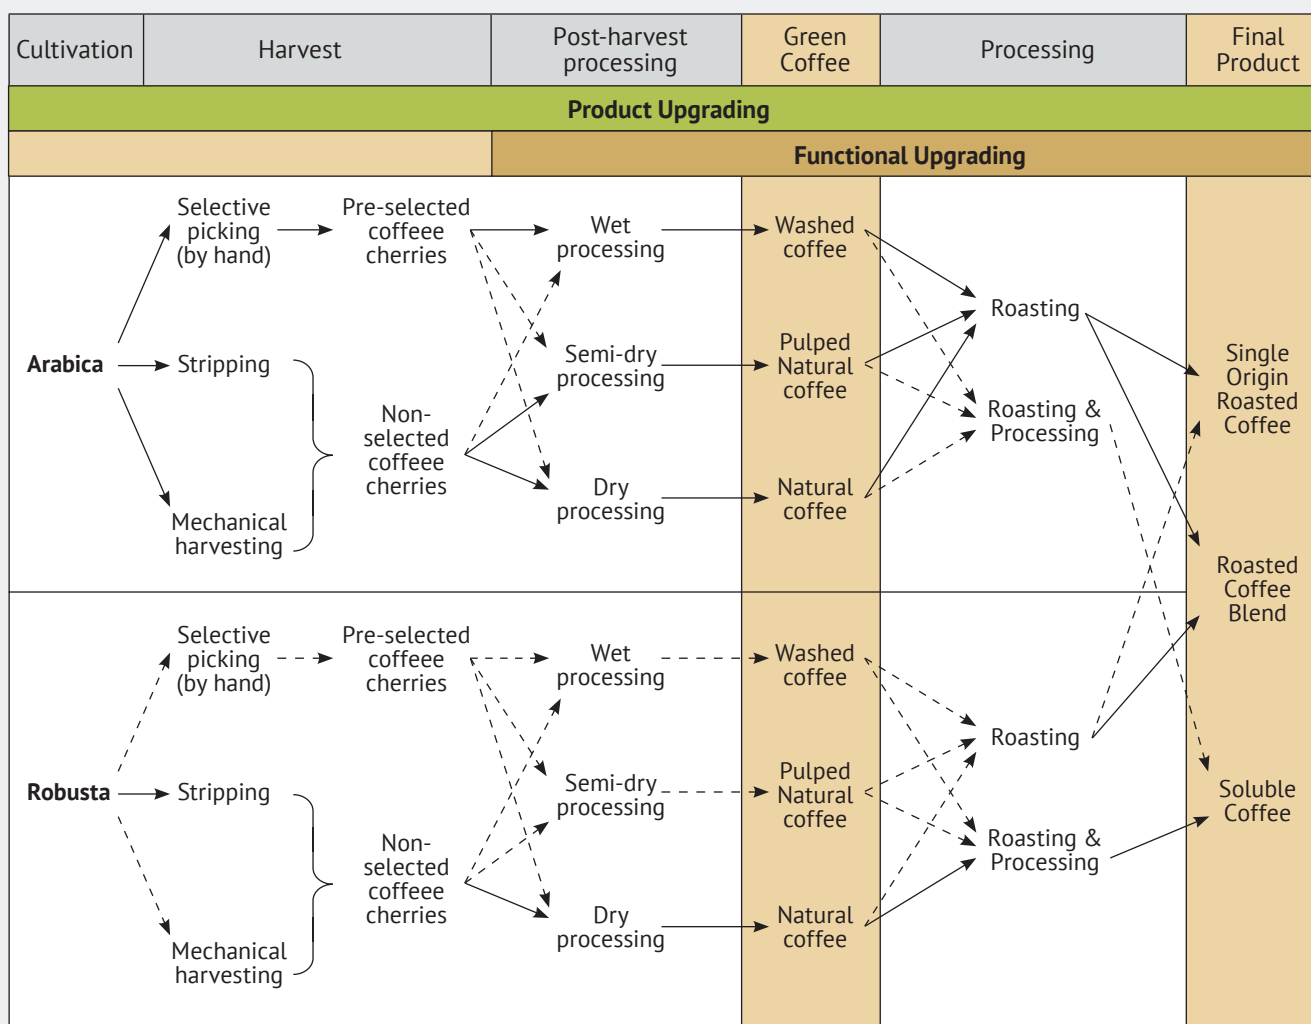 Cultivation
Harvest
Post-harvest
processing
Green
Coffee
Processing
Final
Product
Product Upgrading
Functional Upgrading
Arabica
Selective
picking
(by hand)
Stripping
Mechanical
harvesting
Pre-selected
coffeee
cherries
Non-
selected
coffeee
cherries
Wet
processing
Semi-dry
processing
Dry
processing
Washed
coffee
Pulped
Natural
coffee
Natural
coffee
Roasting
Roasting &
Processing
Single
Origin
Roasted
Coffee
Roasted
Coffee
Blend
Soluble
Coffee
Robusta
Selective
picking
(by hand)
Stripping
Mechanical
harvesting
Pre-selected
coffeee
cherries
Non-
selected
coffeee
cherries
Wet
processing
Semi-dry
processing
Dry
processing
Washed
coffee
Pulped
Natural
coffee
Natural
coffee
Roasting
Roasting &
Processing